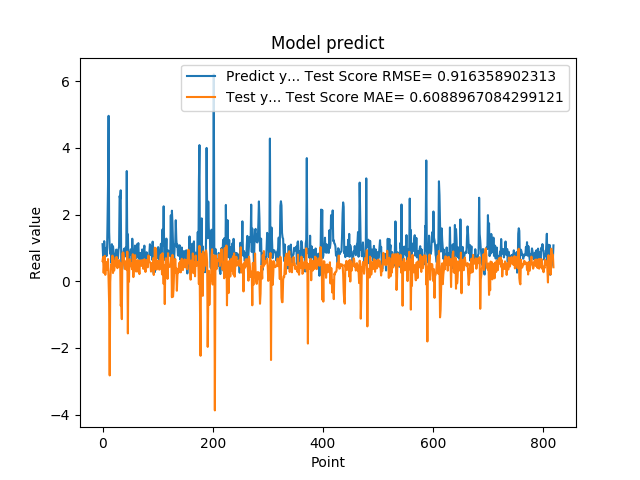 Model predict
Predict y... Test Score RMSE= 0.916358902313
Test y... Test Score MAE= 0.6088967084299121
Real value
6
4
2
0
−2
−4
0 200 400 600 800
Point